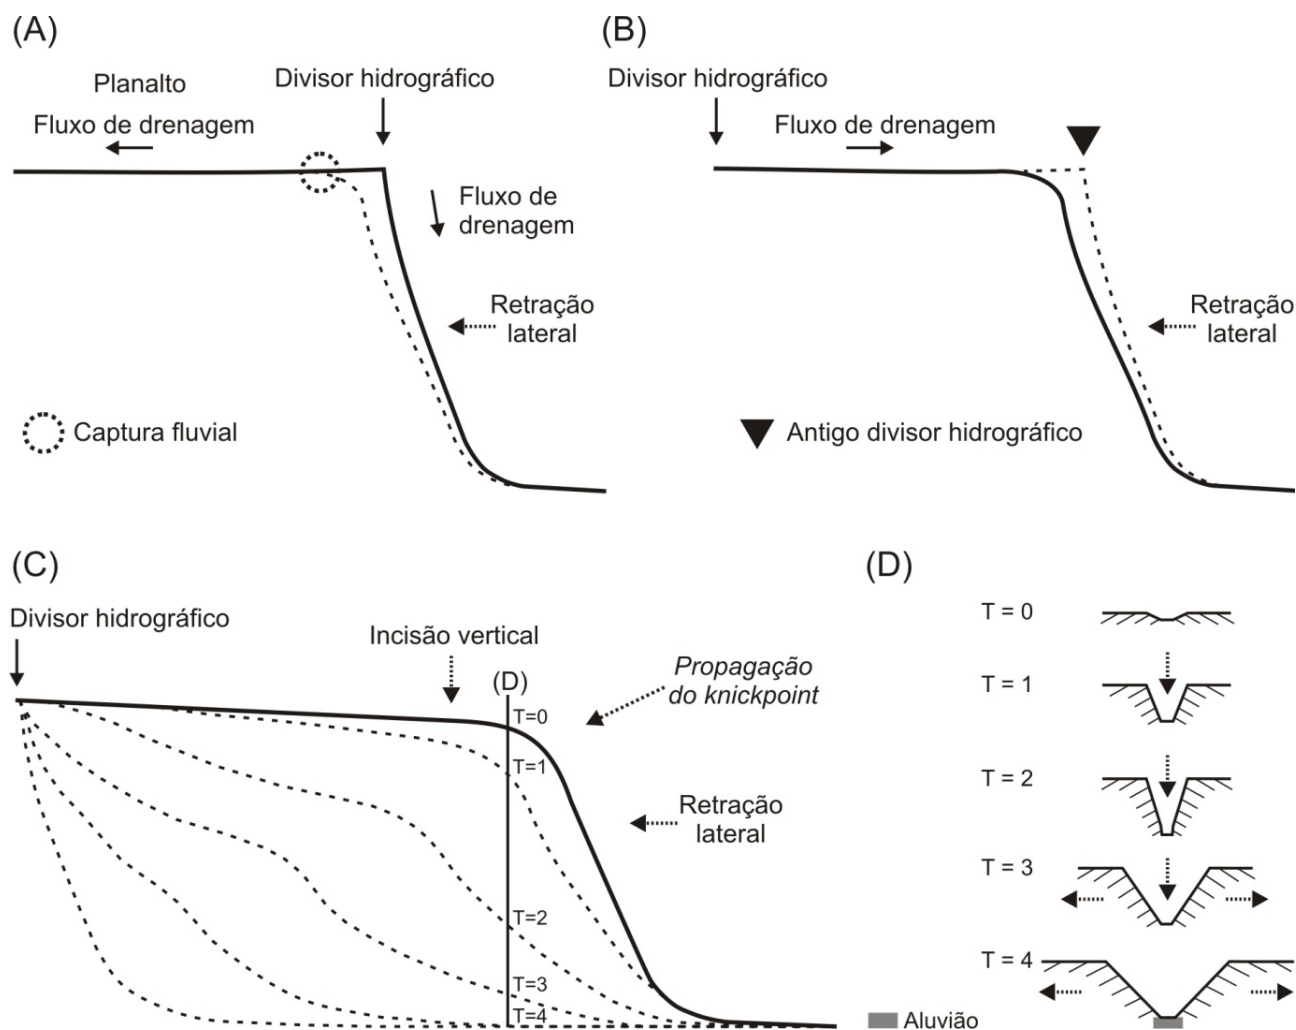 (A)
Planalto
Fluxo de drenagem
Divisor hidrográfico
Fluxo de
drenagem
Retração
lateral
Captura fluvial
(B)
Divisor hidrográfico
Fluxo de drenagem
Retração
lateral
Antigo divisor hidrográfico
(C)
Divisor hidrográfico
Incisão vertical
(D)
Propagação
do knickpoint
T=0
T=1
Retração
lateral
T=2
T=3
T=4
(D)
T = 0
T = 1
T = 2
T = 3
T = 4
Aluvião